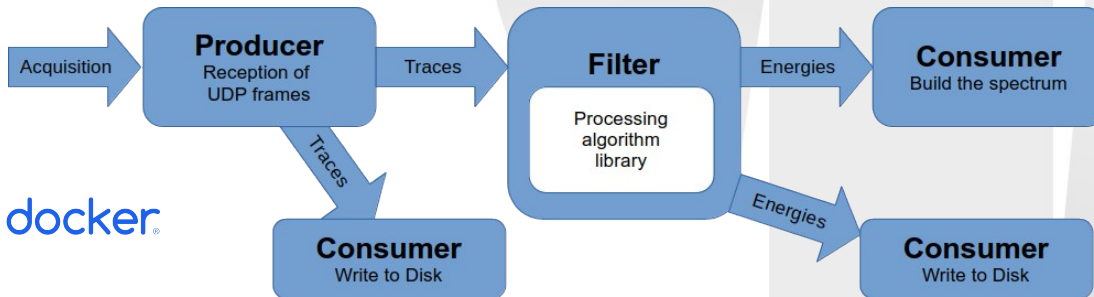 Acquisition
Producer
Reception of
UDP frames
Traces
Filter
Processing
algorithm
library
Energies
Consumer
Build the spectrum
Traces
Consumer
Write to Disk
Energies
Consumer
Write to Disk
docker®